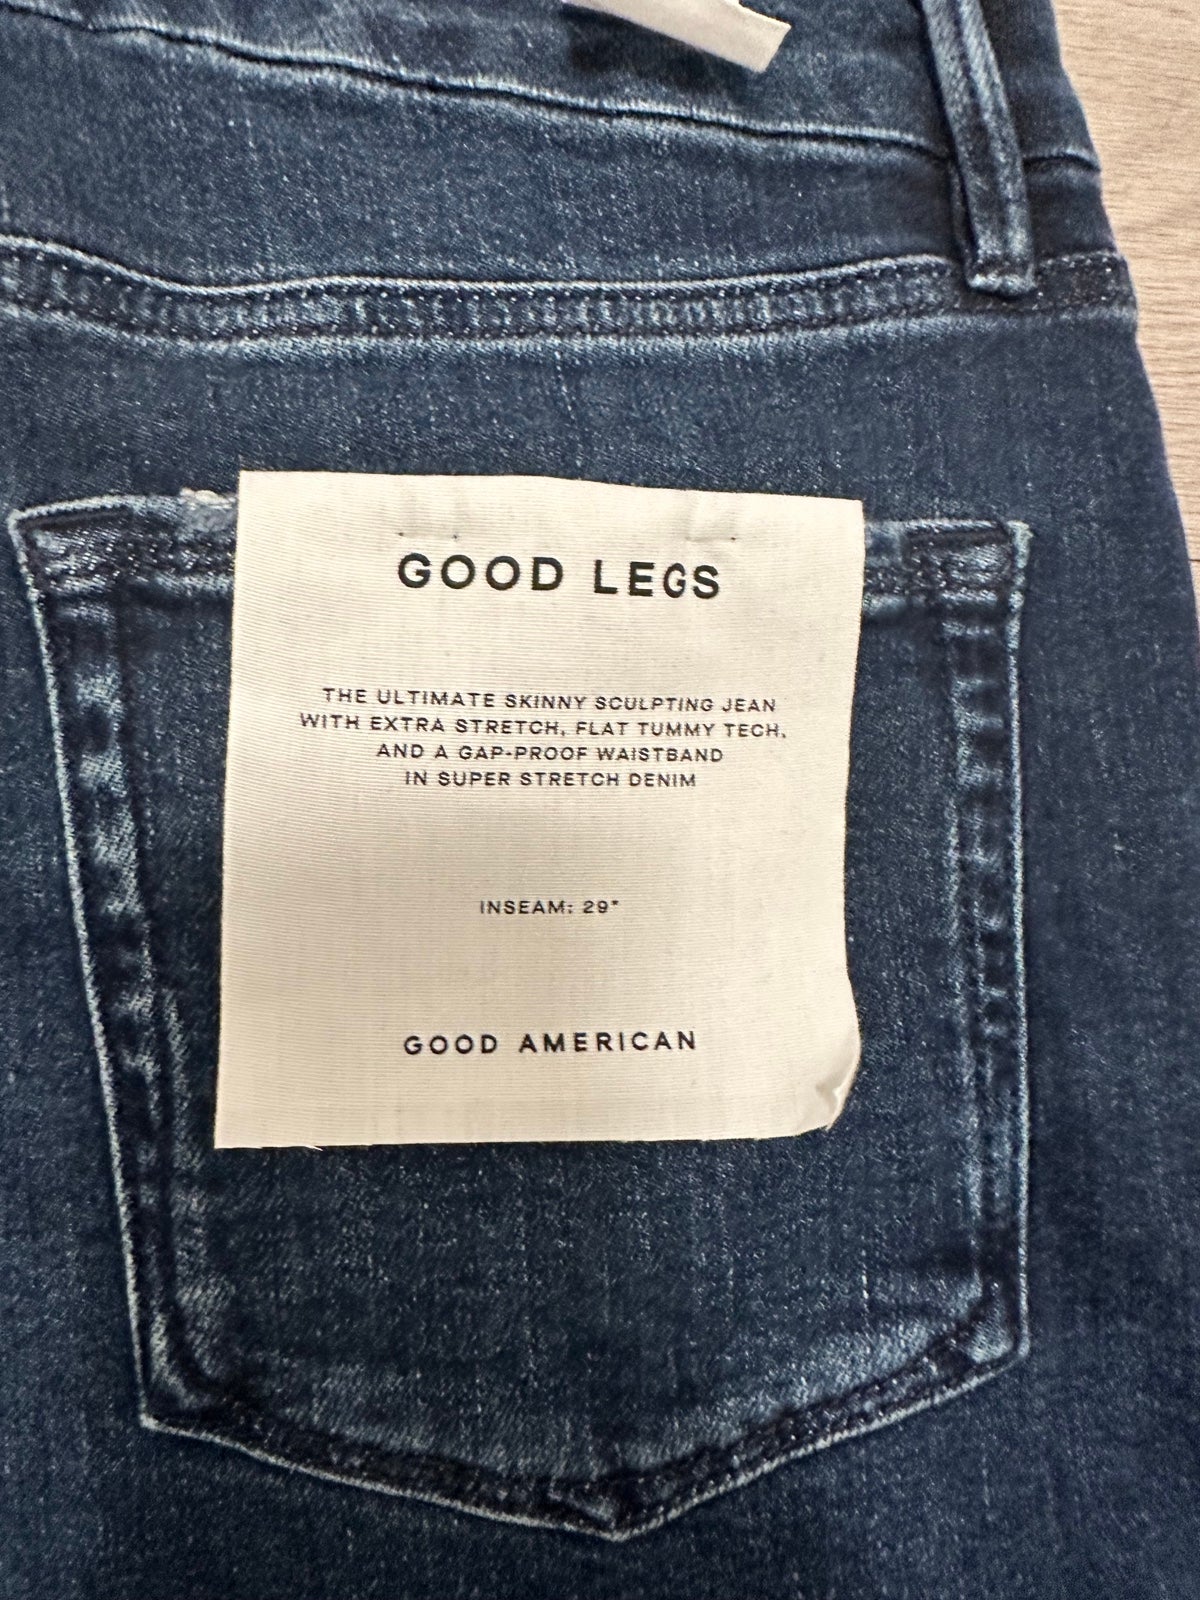 GOOD LEGS
THE ULTIMATE SKINNY SCULPTING JEAN
WITH EXTRA STRETCH, FLAT TUMMY TECH,
AND A GAP-PROOF WAISTBAND
IN SUPER STRETCH DENIM
INSEAM: 29"
GOOD AMERICAN